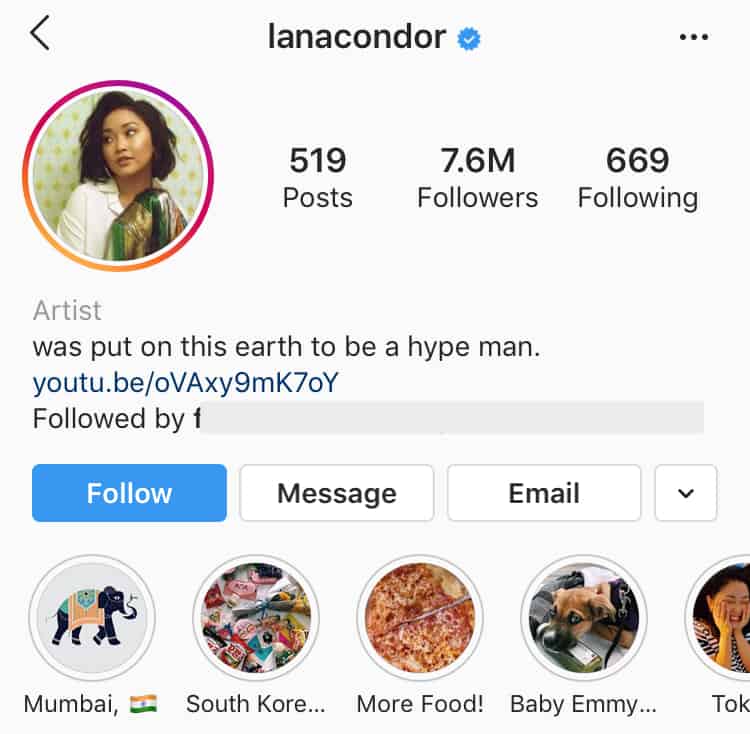 lanacondor
519 7.6M 669
Posts Followers Following
Artist
was put on this earth to be a hype man.
youtu.be/oVAxy9mK7oY
Followed by f
Follow Message Email
Mumbai, 🇮🇳 South Kore... More Food! Baby Emmy... Tok